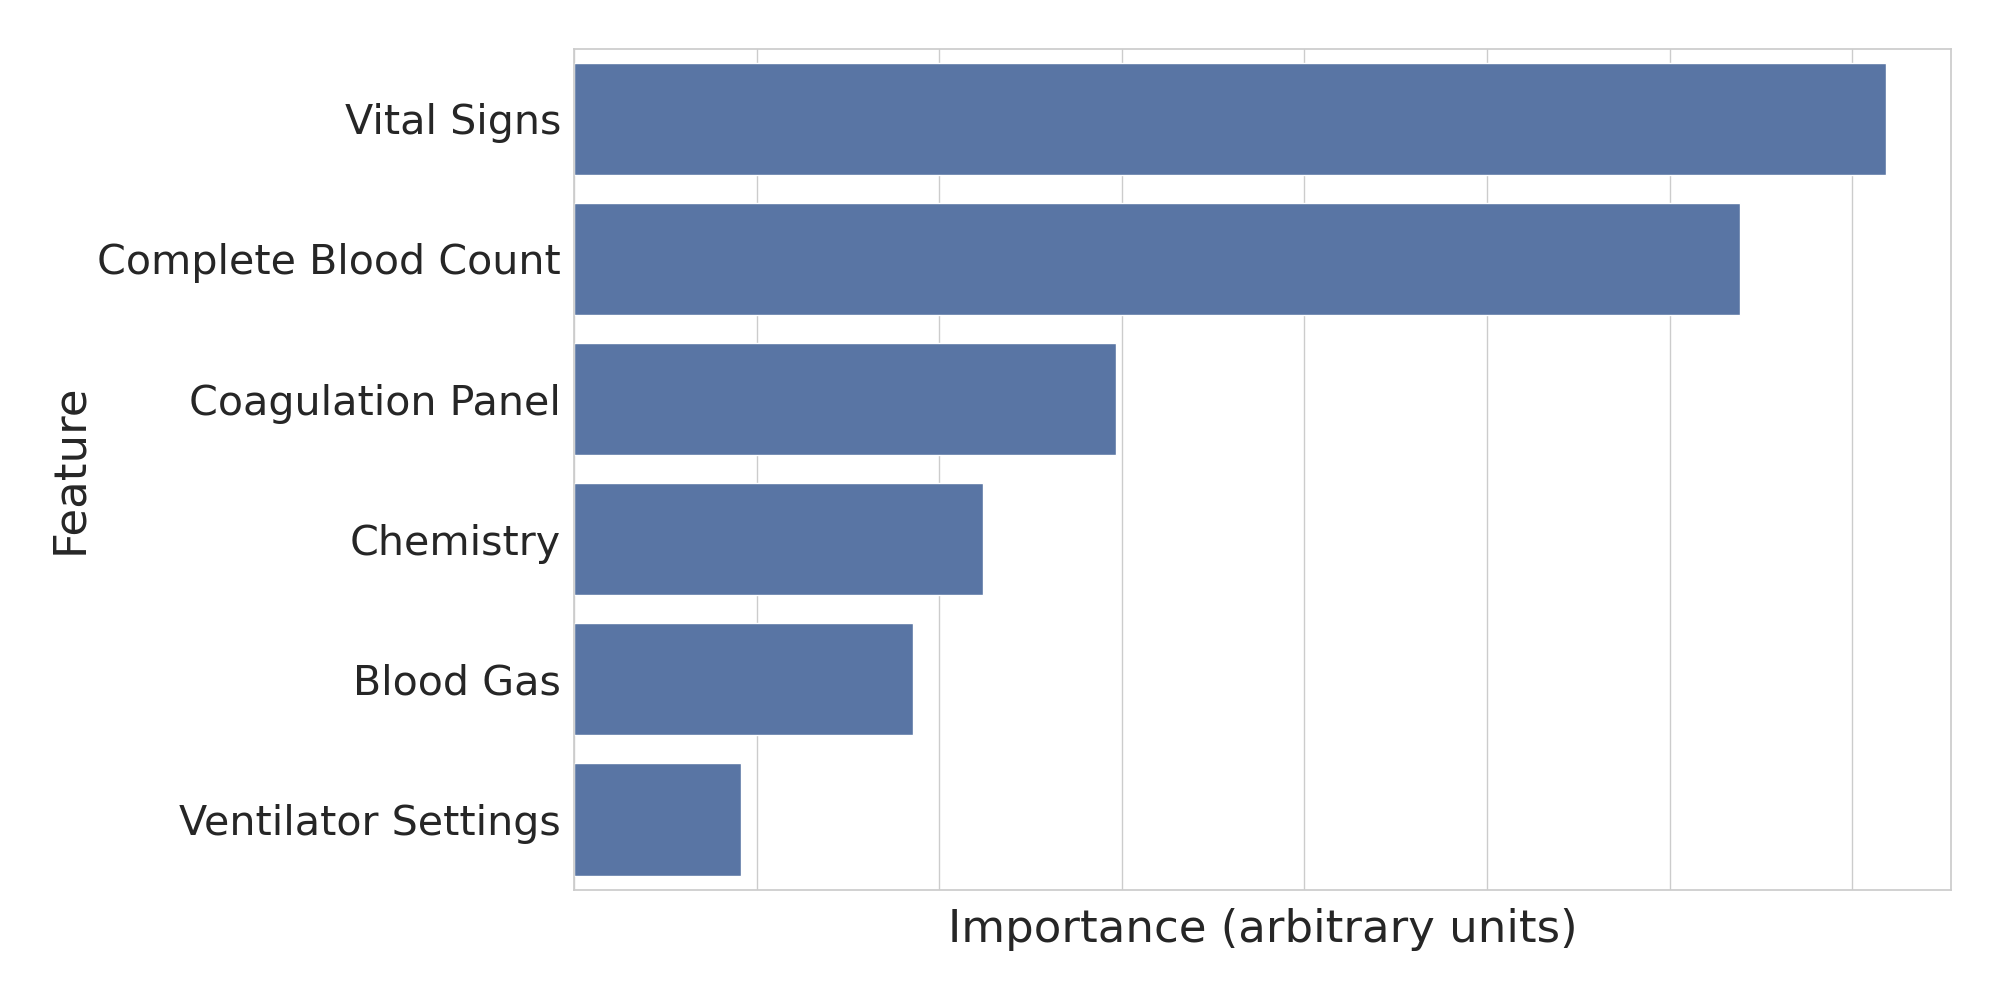 Vital Signs
Complete Blood Count
Coagulation Panel
Chemistry
Blood Gas
Ventilator Settings
Feature
Importance (arbitrary units)